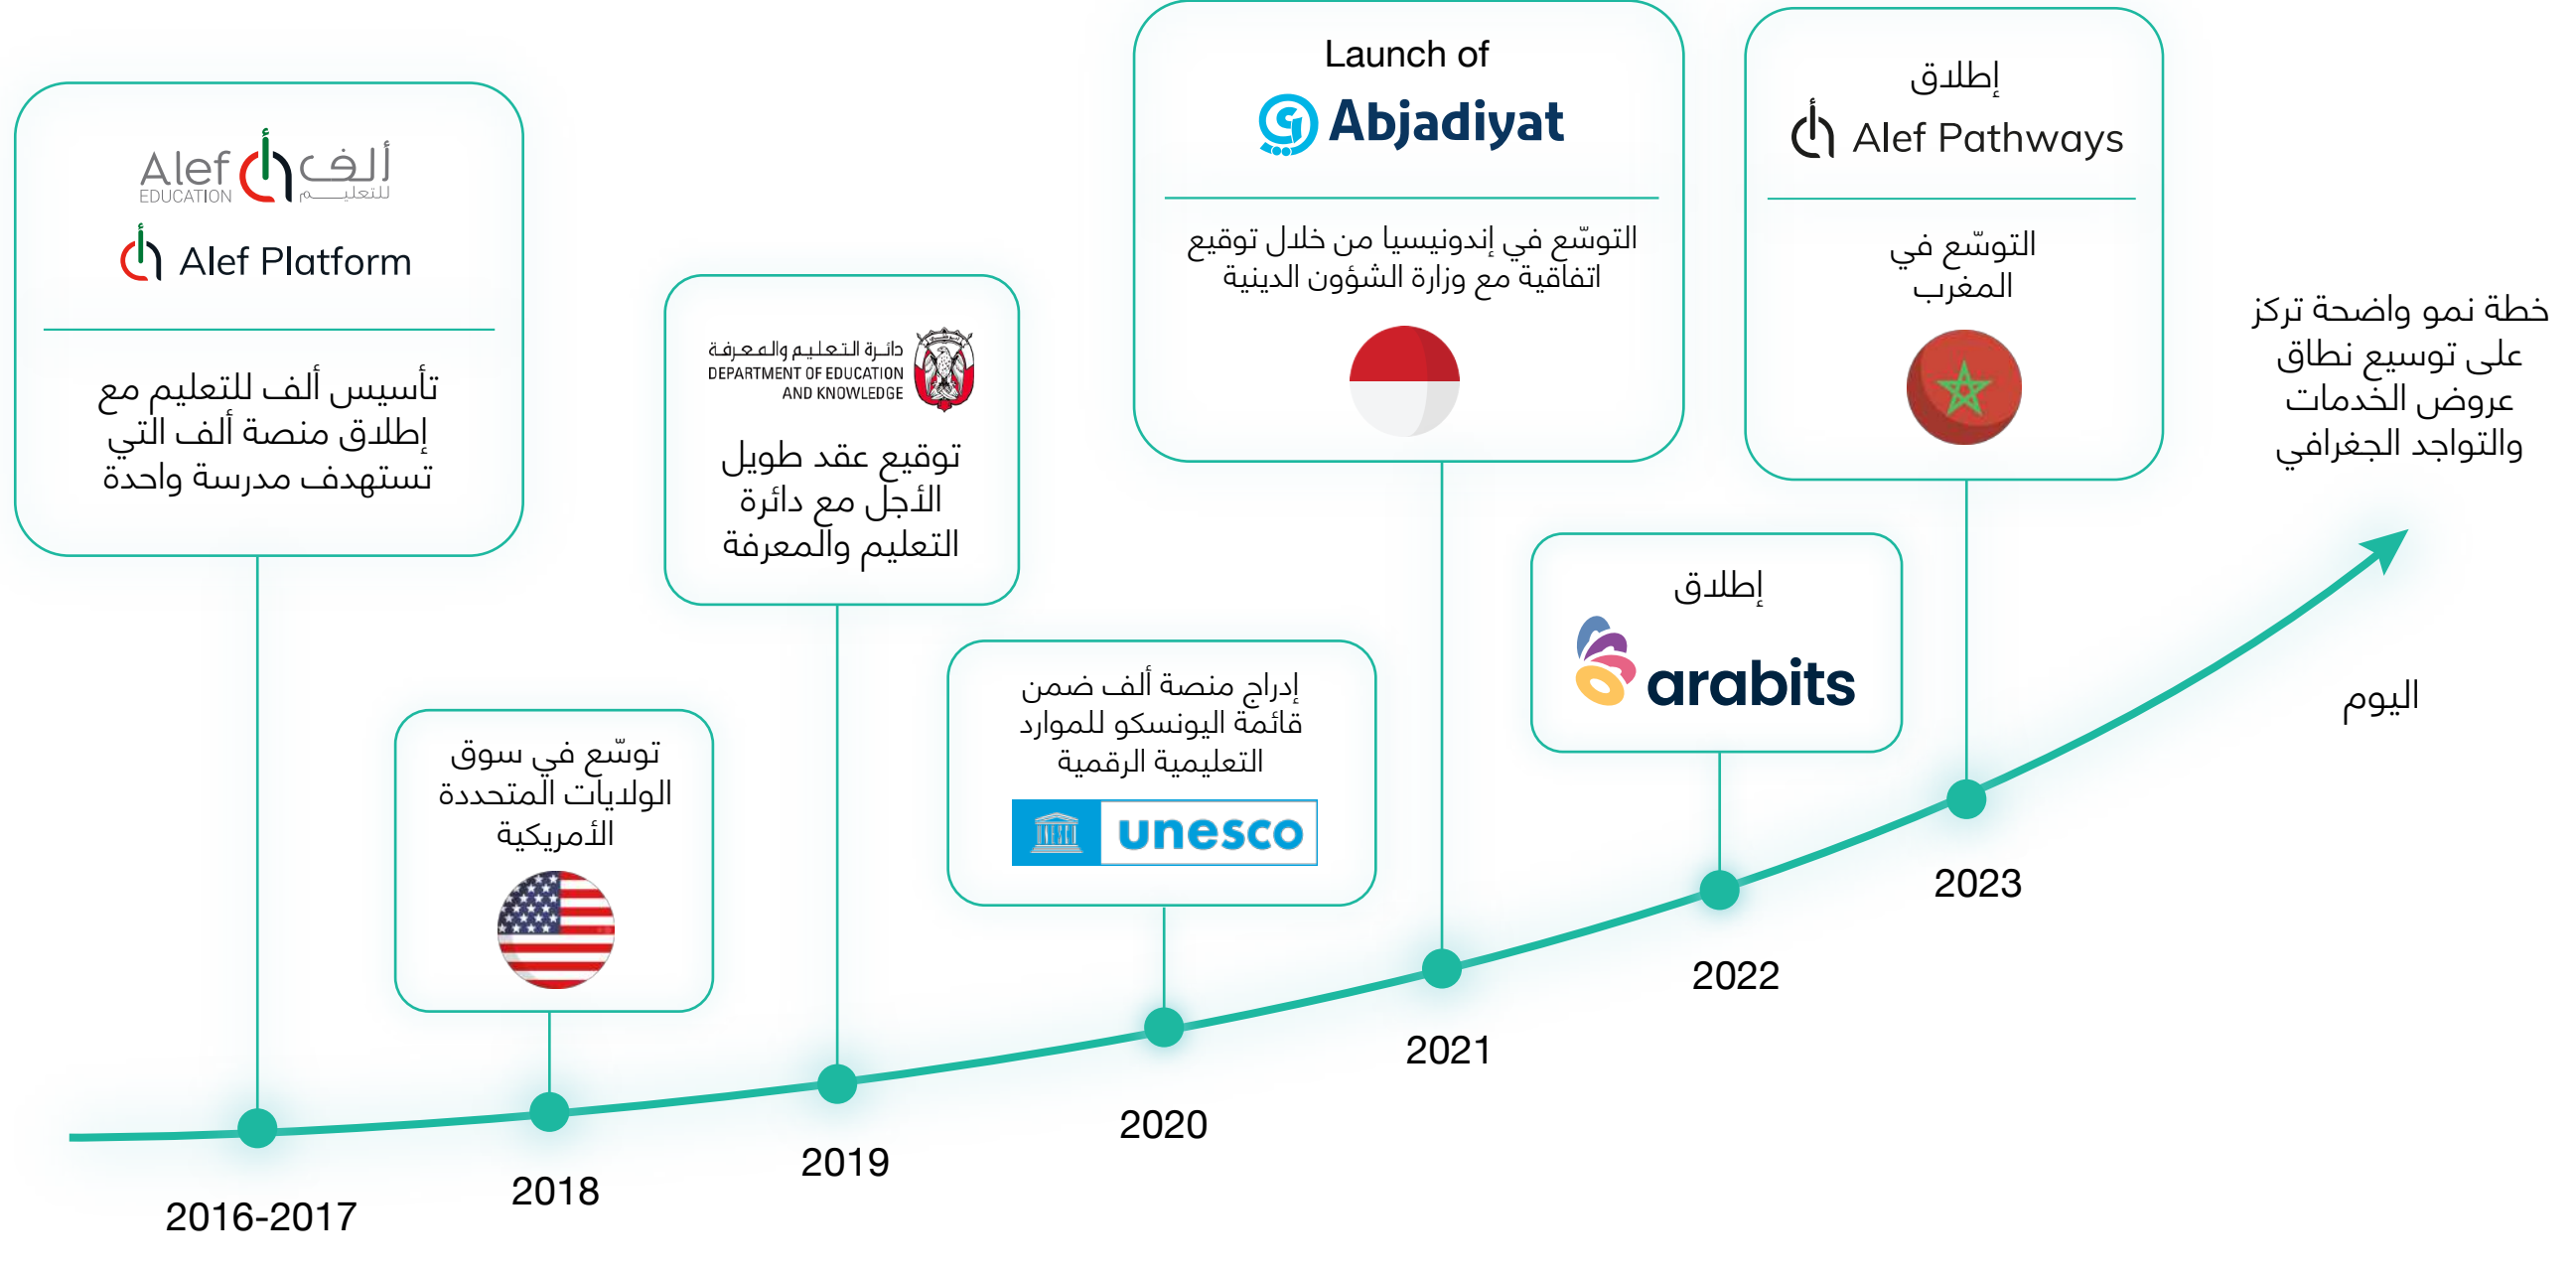 Alef
EDUCATION
ألف
للتعليم
Alef Platform
تأسيس ألف للتعليم مع
إطلاق منصة ألف التي
تستهدف مدرسة واحدة
2016-2017
توسّع في سوق
الولايات المتحددة
الأمريكية
2018
دائرة التعليم والمعرفة
DEPARTMENT OF EDUCATION
AND KNOWLEDGE
توقيع عقد طويل
الأجل مع دائرة
التعليم والمعرفة
2019
إدراج منصة ألف ضمن
قائمة اليونسكو للموارد
التعليمية الرقمية
UNESCO
unesco
2020
Launch of
Abjadiyat
التوسّع في إندونيسيا من خلال توقيع
اتفاقية مع وزارة الشؤون الدينية
2021
إطلاق
arabits
2022
إطلاق
Alef Pathways
التوسّع في
المغرب
2023
خطة نمو واضحة تركز
على توسيع نطاق
عروض الخدمات
والتواجد الجغرافي
اليوم